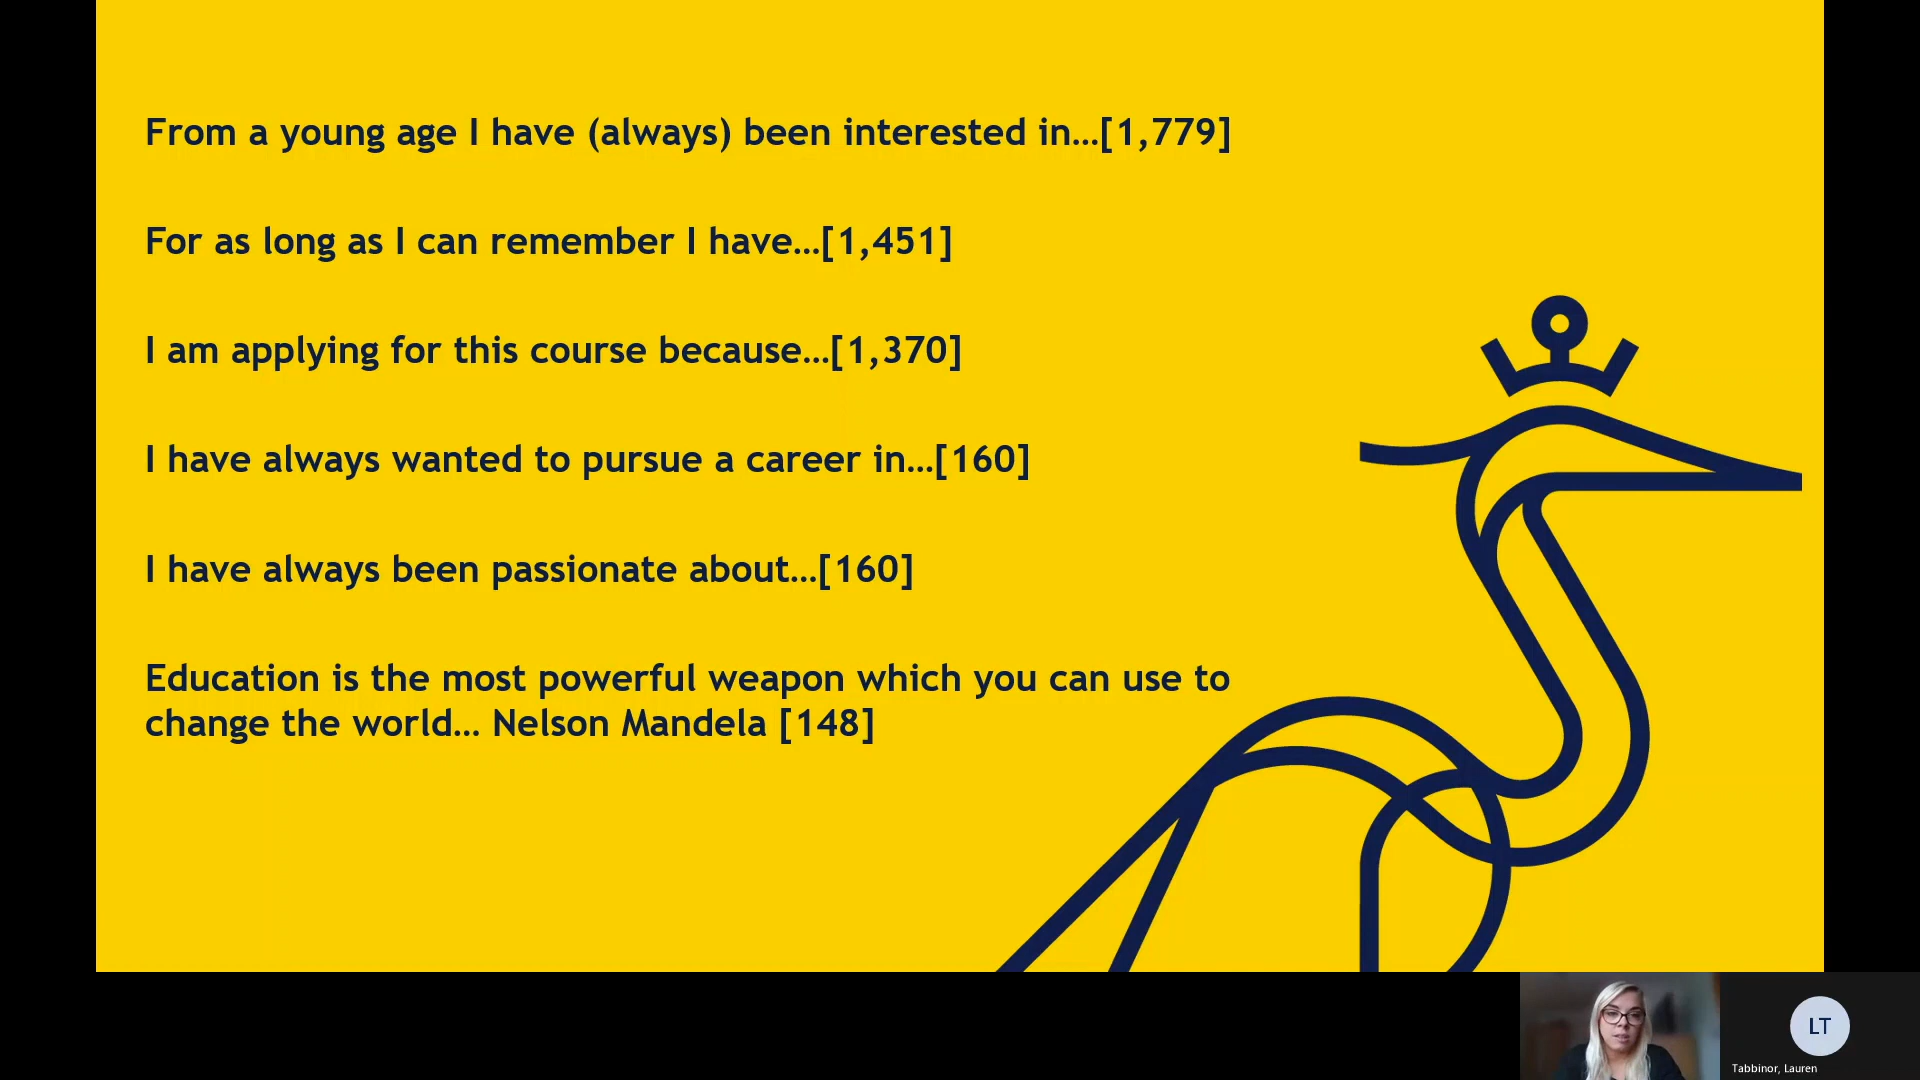 From a young age I have (always) been interested in…[1,779]
For as long as I can remember I have…[1,451]
I am applying for this course because…[1,370]
I have always wanted to pursue a career in…[160]
I have always been passionate about…[160]
Education is the most powerful weapon which you can use to
change the world… Nelson Mandela [148]
LT
Tabbinor, Lauren